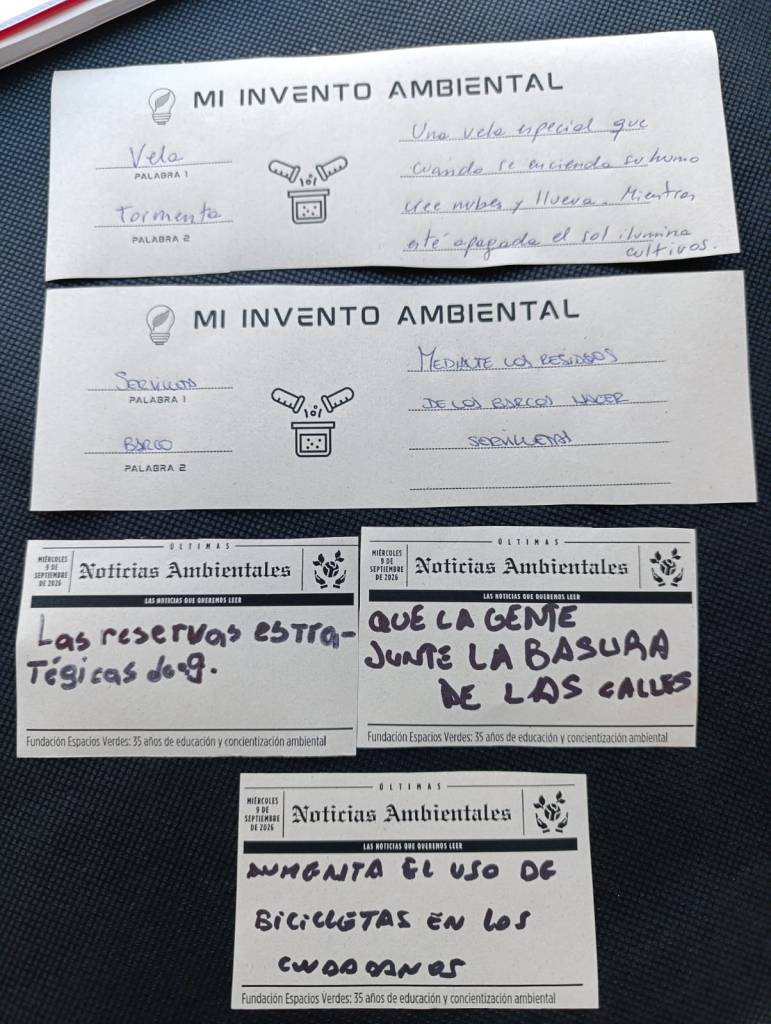 MI INVENTO AMBIENTAL
Vela
PALABRA 1
Tormenta
PALABRA 2
Una vela especial que
cuando se encienda su humo
cree nubes y llueva. Mientras
esté apagada el sol ilumina
cultivos.
MI INVENTO AMBIENTAL
SERVILLETA
PALABRA 1
BARCO
PALABRA 2
MEDIANTE LOS RESIDUOS
DE LOS BARCOS HACER
SERVILLETAS
ÚLTIMAS
MIÉRCOLES
9 DE
SEPTIEMBRE
DE 2026
Noticias Ambientales
LAS NOTICIAS QUE QUEREMOS LEER
Las reservas estra-
tégicas de
Fundación Espacios Verdes: 35 años de educación y concientización ambiental
ÚLTIMAS
MIÉRCOLES
9 DE
SEPTIEMBRE
DE 2026
Noticias Ambientales
LAS NOTICIAS QUE QUEREMOS LEER
QUE LA GENTE
JUNTE LA BASURA
DE LAS CALLES
Fundación Espacios Verdes: 35 años de educación y concientización ambiental
ÚLTIMAS
MIÉRCOLES
9 DE
SEPTIEMBRE
DE 2026
Noticias Ambientales
LAS NOTICIAS QUE QUEREMOS LEER
AUMENTA EL USO DE
BICICLETAS EN LOS
CIUDADANOS
Fundación Espacios Verdes: 35 años de educación y concientización ambiental